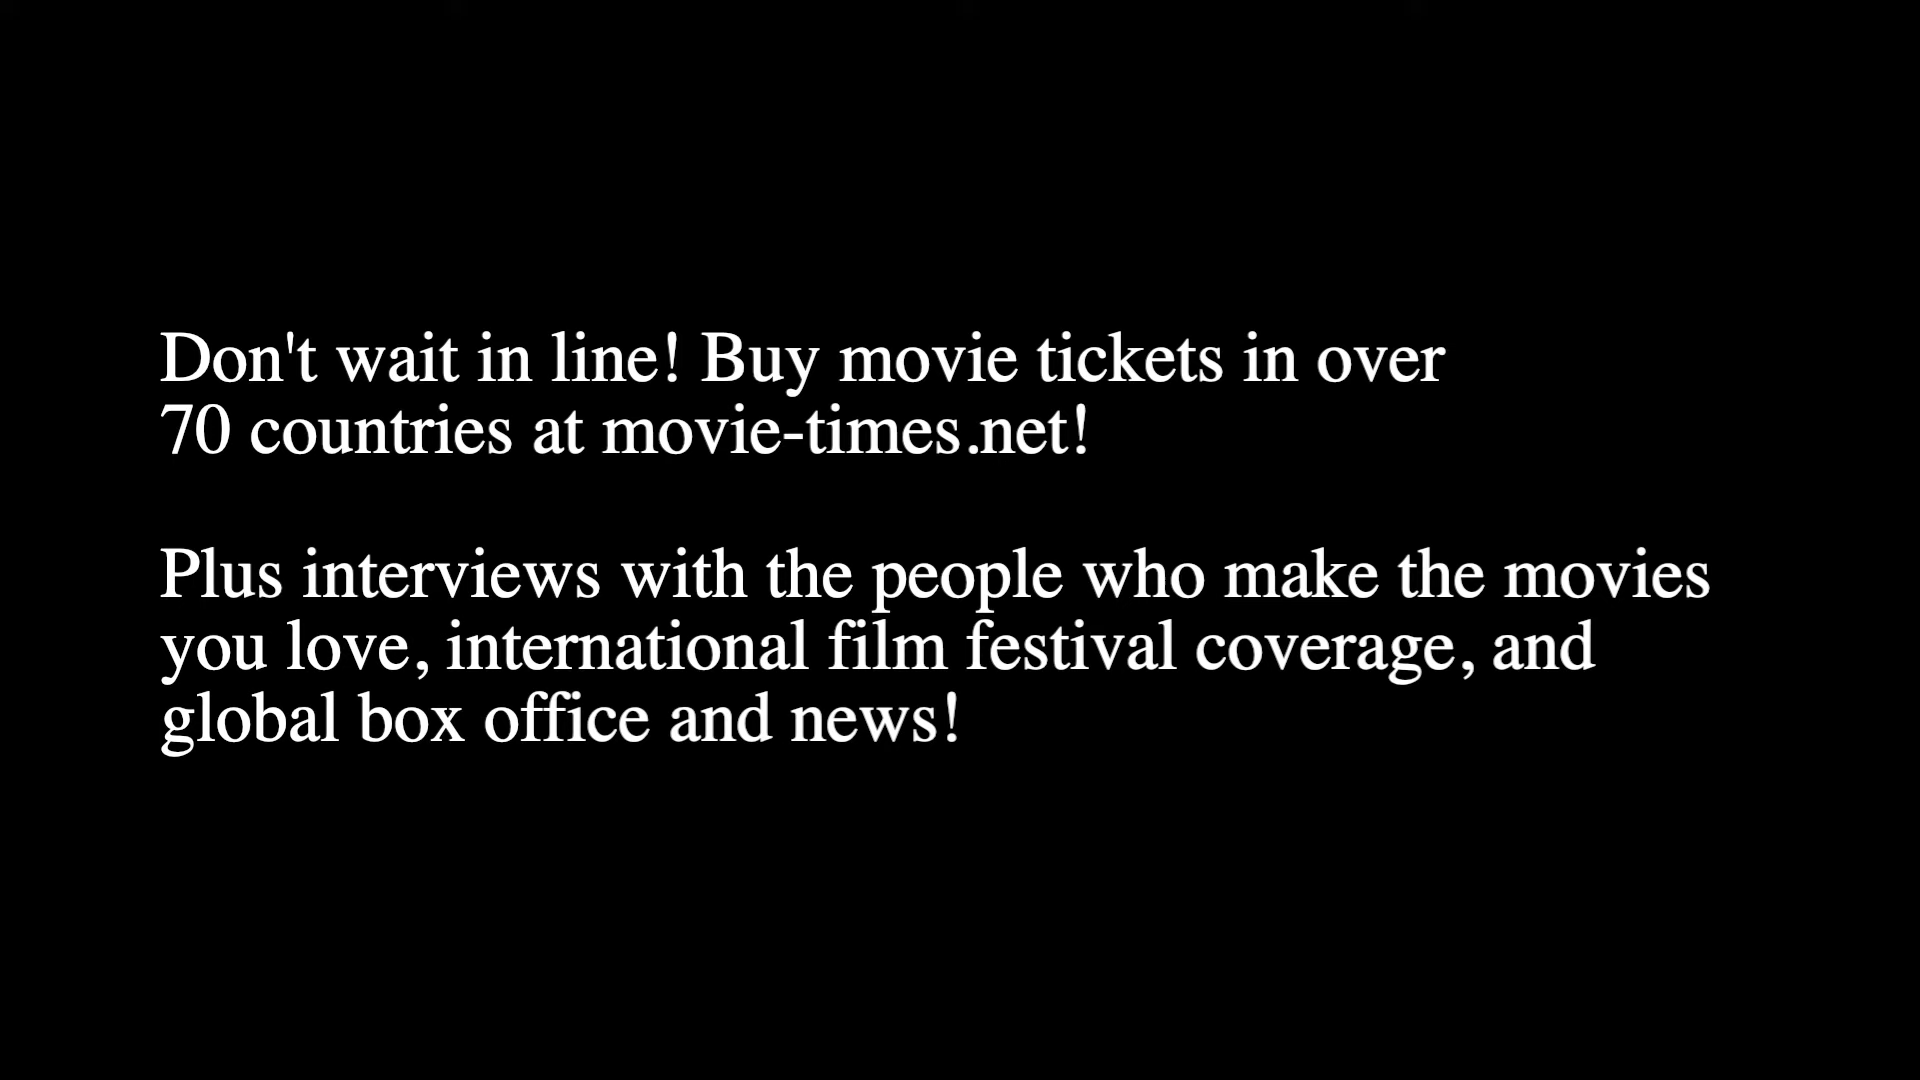 Don't wait in line! Buy movie tickets in over
70 countries at movie-times.net!
Plus interviews with the people who make the movies
you love, international film festival coverage, and
global box office and news!